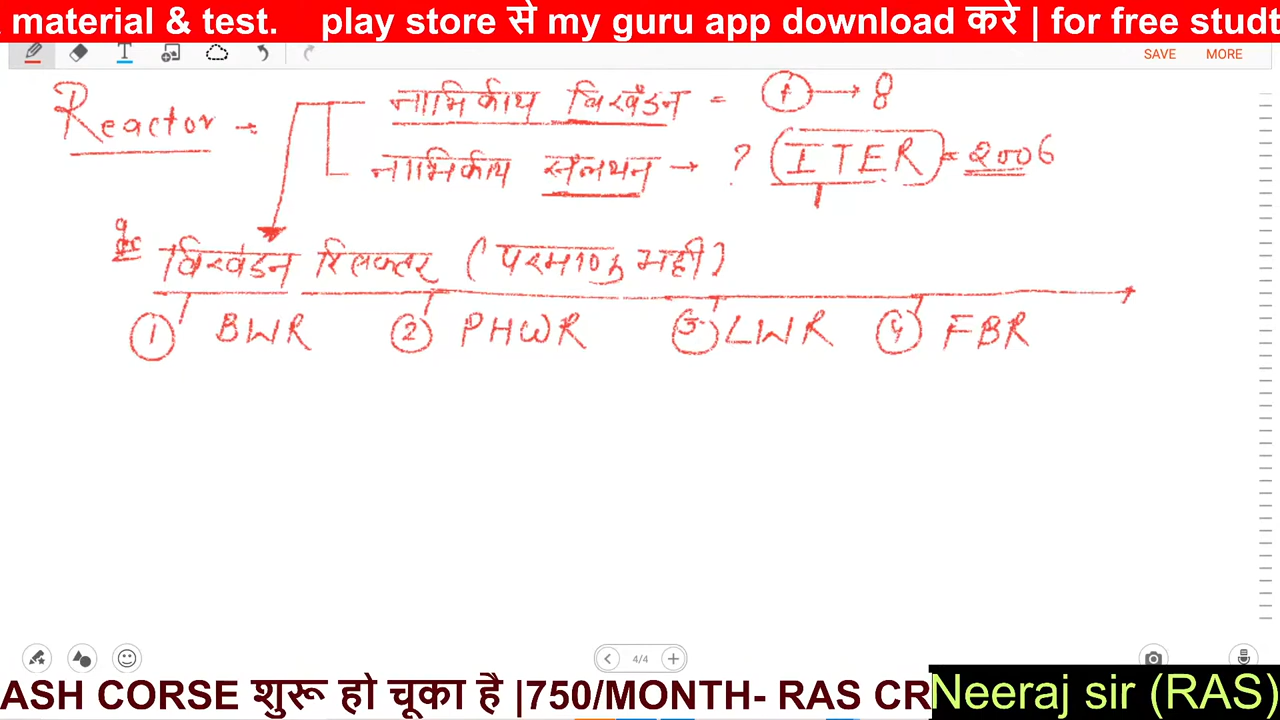 material & test. play store से my guru app download करे | for free studt
SAVE MORE
Reactor → नाभिकीय विखंडन = → 8
नाभिकीय संलयन → ? ITER = 2006
विखंडन रिएक्टर (परमाणु भट्टी)
① BWR ② PHWR ③ LWR ④ FBR
4/4
ASH CORSE शुरू हो चूका है |750/MONTH- RAS CR
Neeraj sir (RAS)